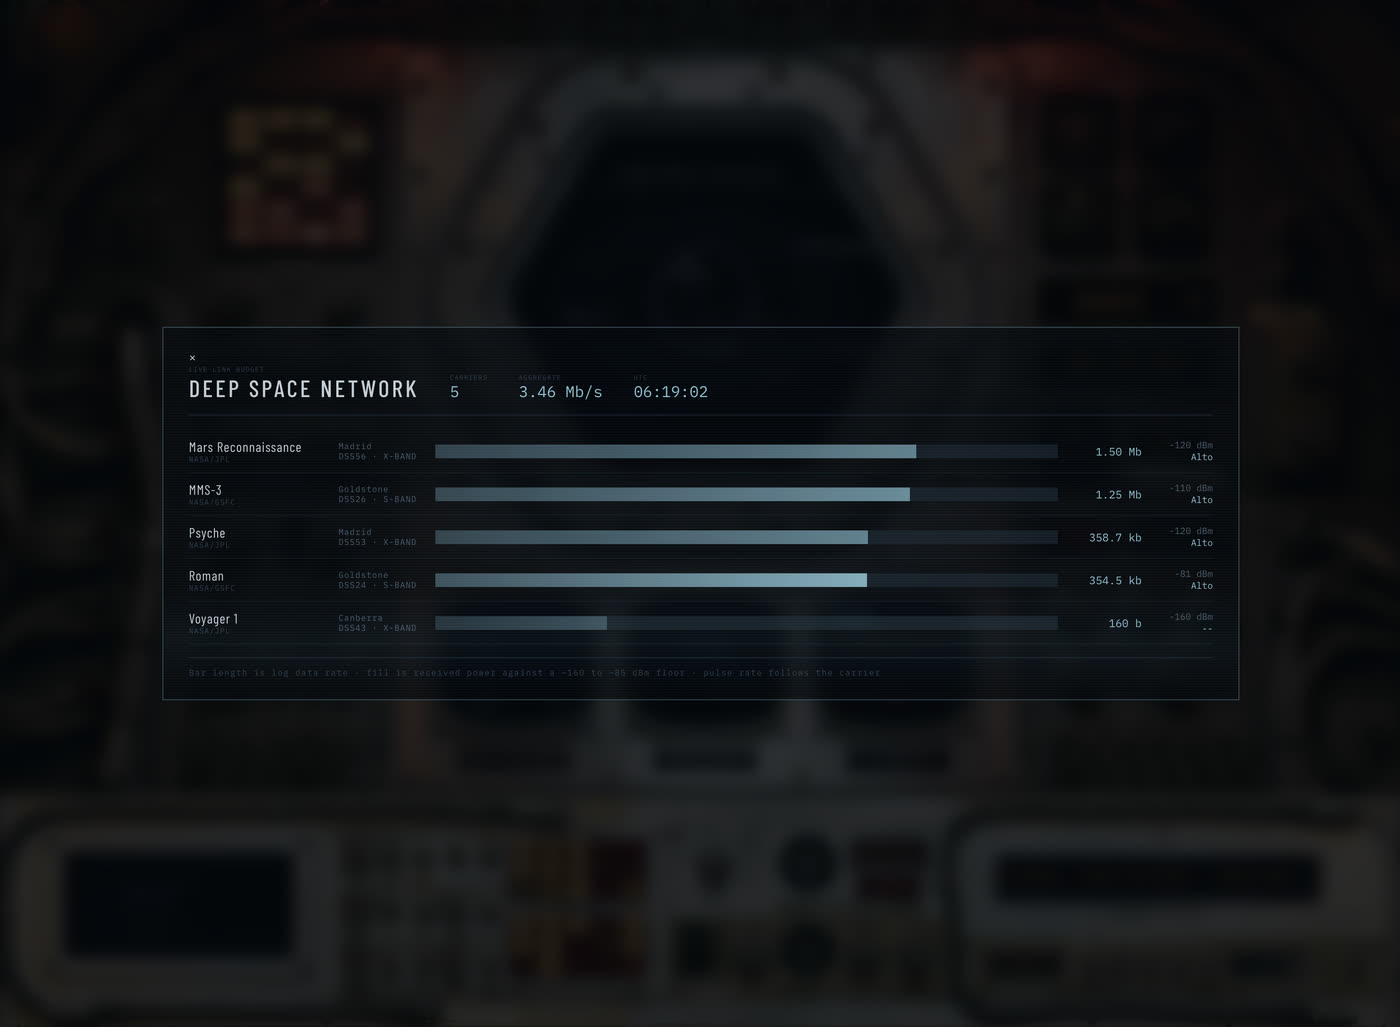 ×
LIVE LINK BUDGET
DEEP SPACE NETWORK
CARRIERS
5
AGGREGATE
3.46 Mb/s
UTC
06:19:02
Mars Reconnaissance
NASA/JPL
Madrid
DSS56 · X-BAND
1.50 Mb
-120 dBm
Alto
MMS-3
NASA/GSFC
Goldstone
DSS26 · S-BAND
1.25 Mb
-110 dBm
Alto
Psyche
NASA/JPL
Madrid
DSS53 · X-BAND
358.7 kb
-120 dBm
Alto
Roman
NASA/GSFC
Goldstone
DSS24 · S-BAND
354.5 kb
-81 dBm
Alto
Voyager 1
NASA/JPL
Canberra
DSS43 · X-BAND
160 b
-160 dBm
--
Bar length is log data rate · fill is received power against a −160 to −85 dBm floor · pulse rate follows the carrier